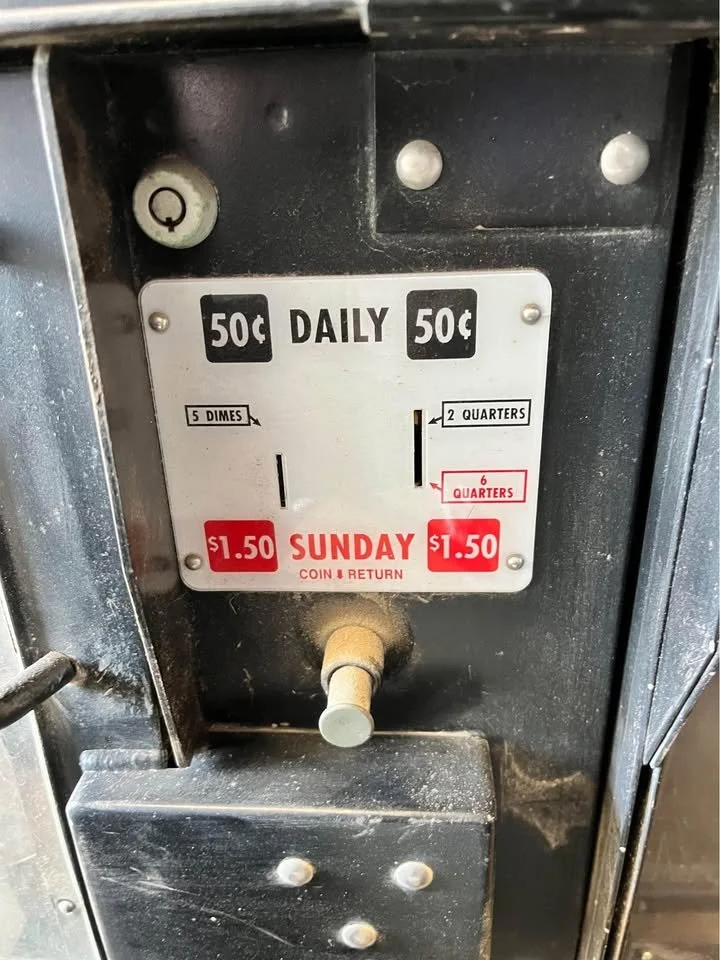 50¢ DAILY 50¢
5 DIMES
2 QUARTERS
6
QUARTERS
$1.50 SUNDAY $1.50
COIN ⬇ RETURN